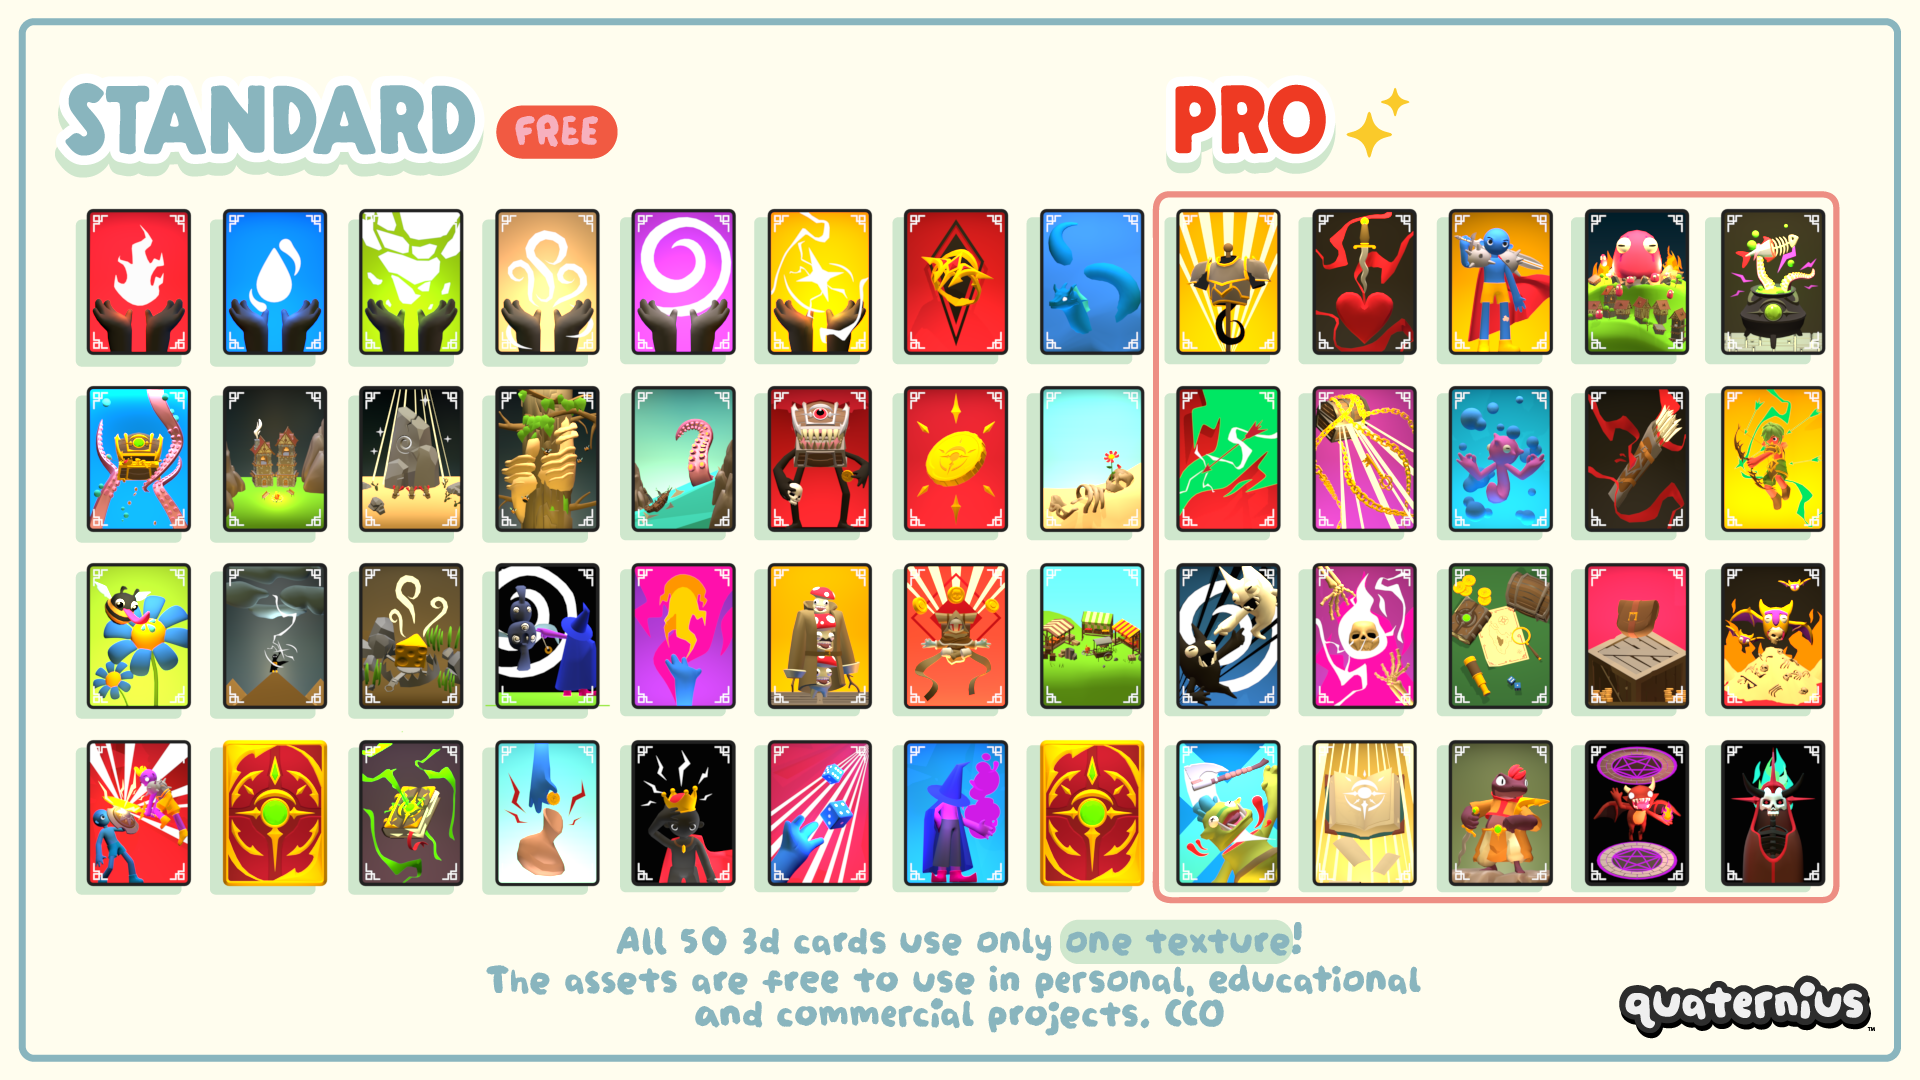 STANDARD FREE
PRO
All 50 3d cards use only one texture!
The assets are free to use in personal, educational
and commercial projects. CC0
quaternius™